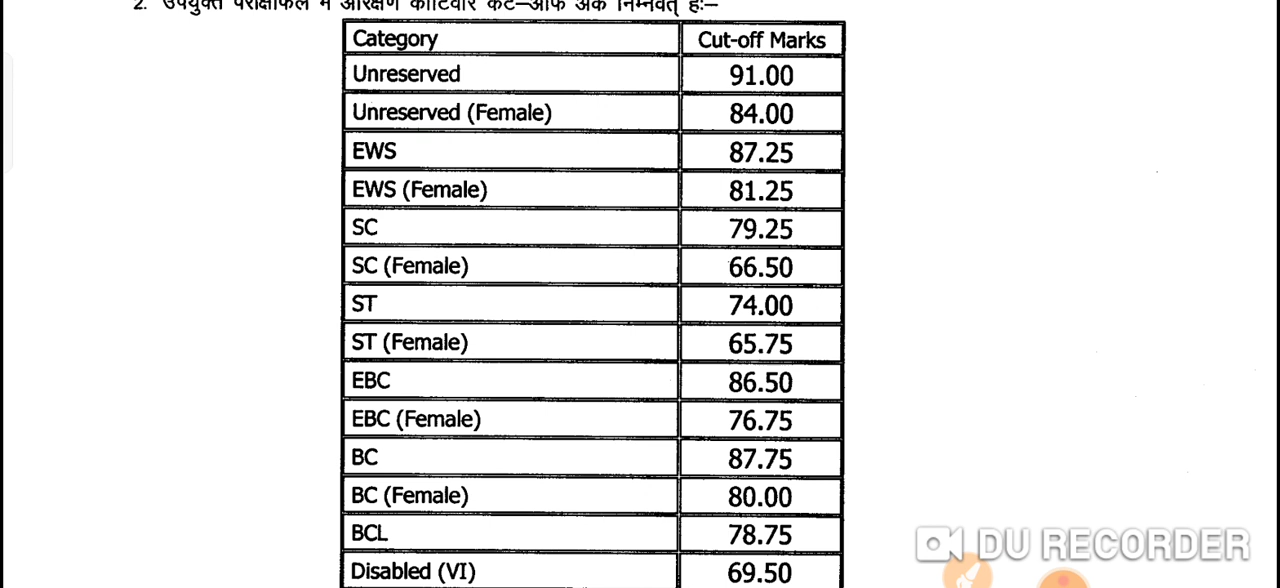 2. उपर्युक्त परीक्षाफल में आरक्षण कोटिवार कट–ऑफ अंक निम्नवत् हैः–
Category Cut-off Marks
Unreserved 91.00
Unreserved (Female) 84.00
EWS 87.25
EWS (Female) 81.25
SC 79.25
SC (Female) 66.50
ST 74.00
ST (Female) 65.75
EBC 86.50
EBC (Female) 76.75
BC 87.75
BC (Female) 80.00
BCL 78.75
Disabled (VI) 69.50
DU RECORDER